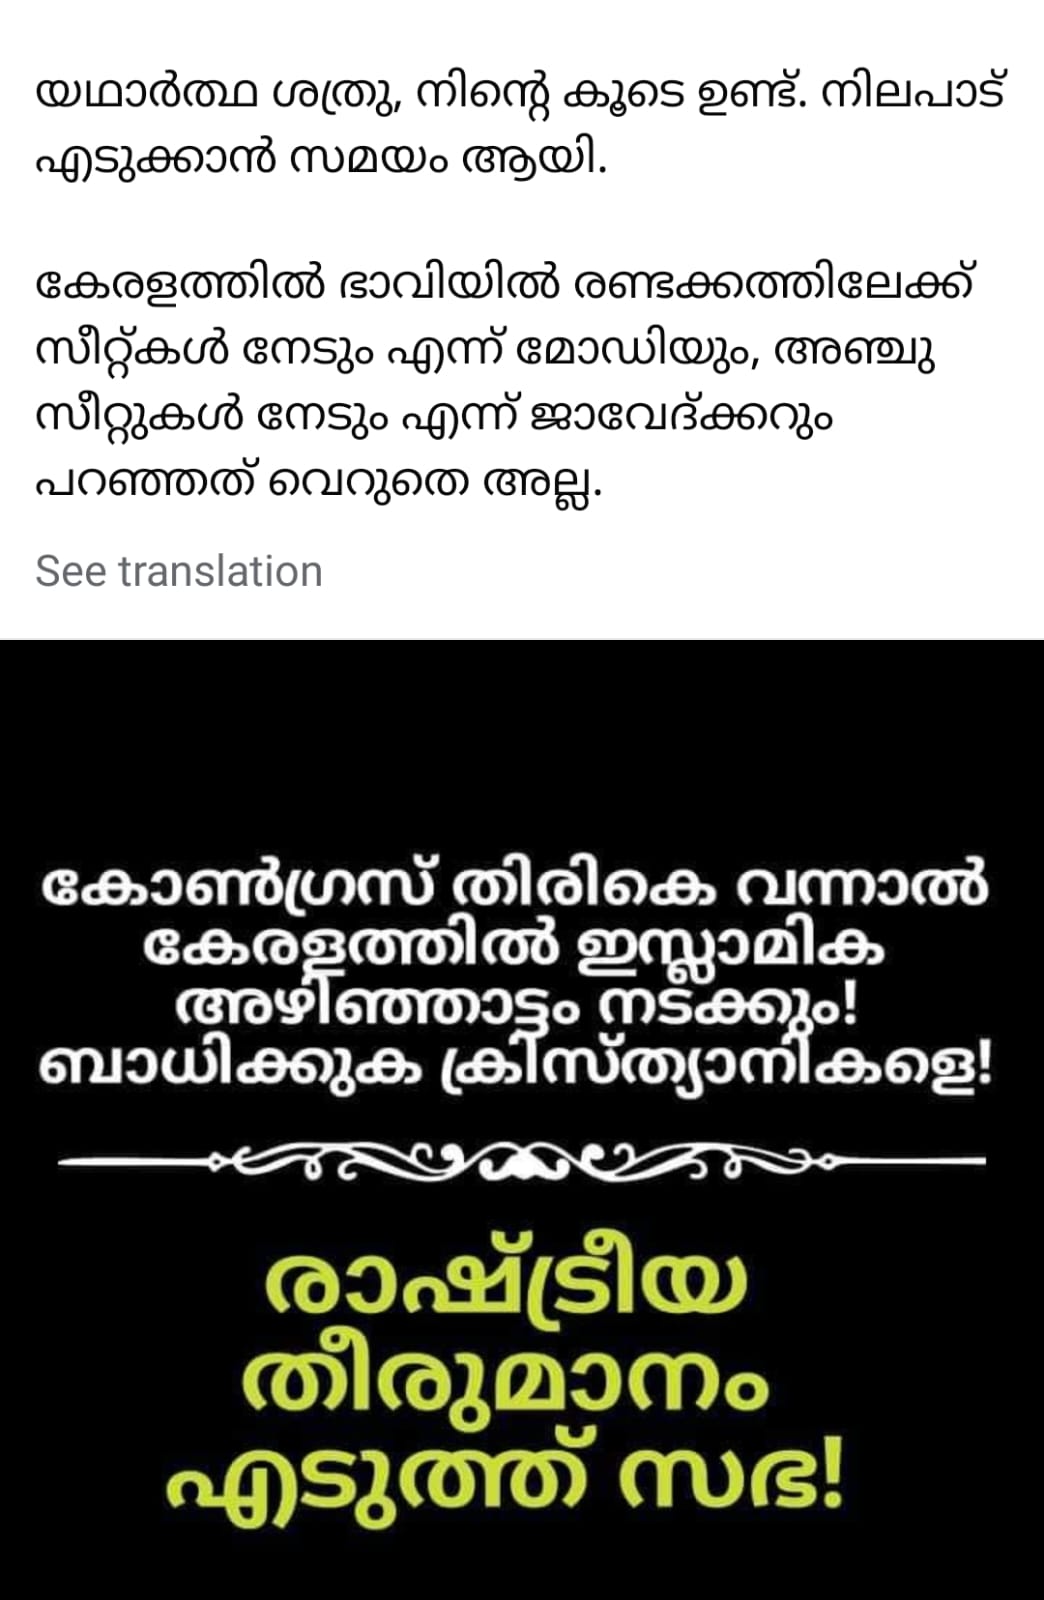 യഥാർത്ഥ ശത്രു, നിന്റെ കൂടെ ഉണ്ട്. നിലപാട്
എടുക്കാൻ സമയം ആയി.
കേരളത്തിൽ ഭാവിയിൽ രണ്ടക്കത്തിലേക്ക്
സീറ്റ്കൾ നേടും എന്ന് മോഡിയും, അഞ്ചു
സീറ്റുകൾ നേടും എന്ന് ജാവേദ്ക്കറും
പറഞ്ഞത് വെറുതെ അല്ല.
See translation
കോൺഗ്രസ് തിരികെ വന്നാൽ
കേരളത്തിൽ ഇസ്ലാമിക
അഴിഞ്ഞാട്ടം നടക്കും!
ബാധിക്കുക ക്രിസ്ത്യാനികളെ!
രാഷ്ട്രീയ
തീരുമാനം
എടുത്ത് സഭ!